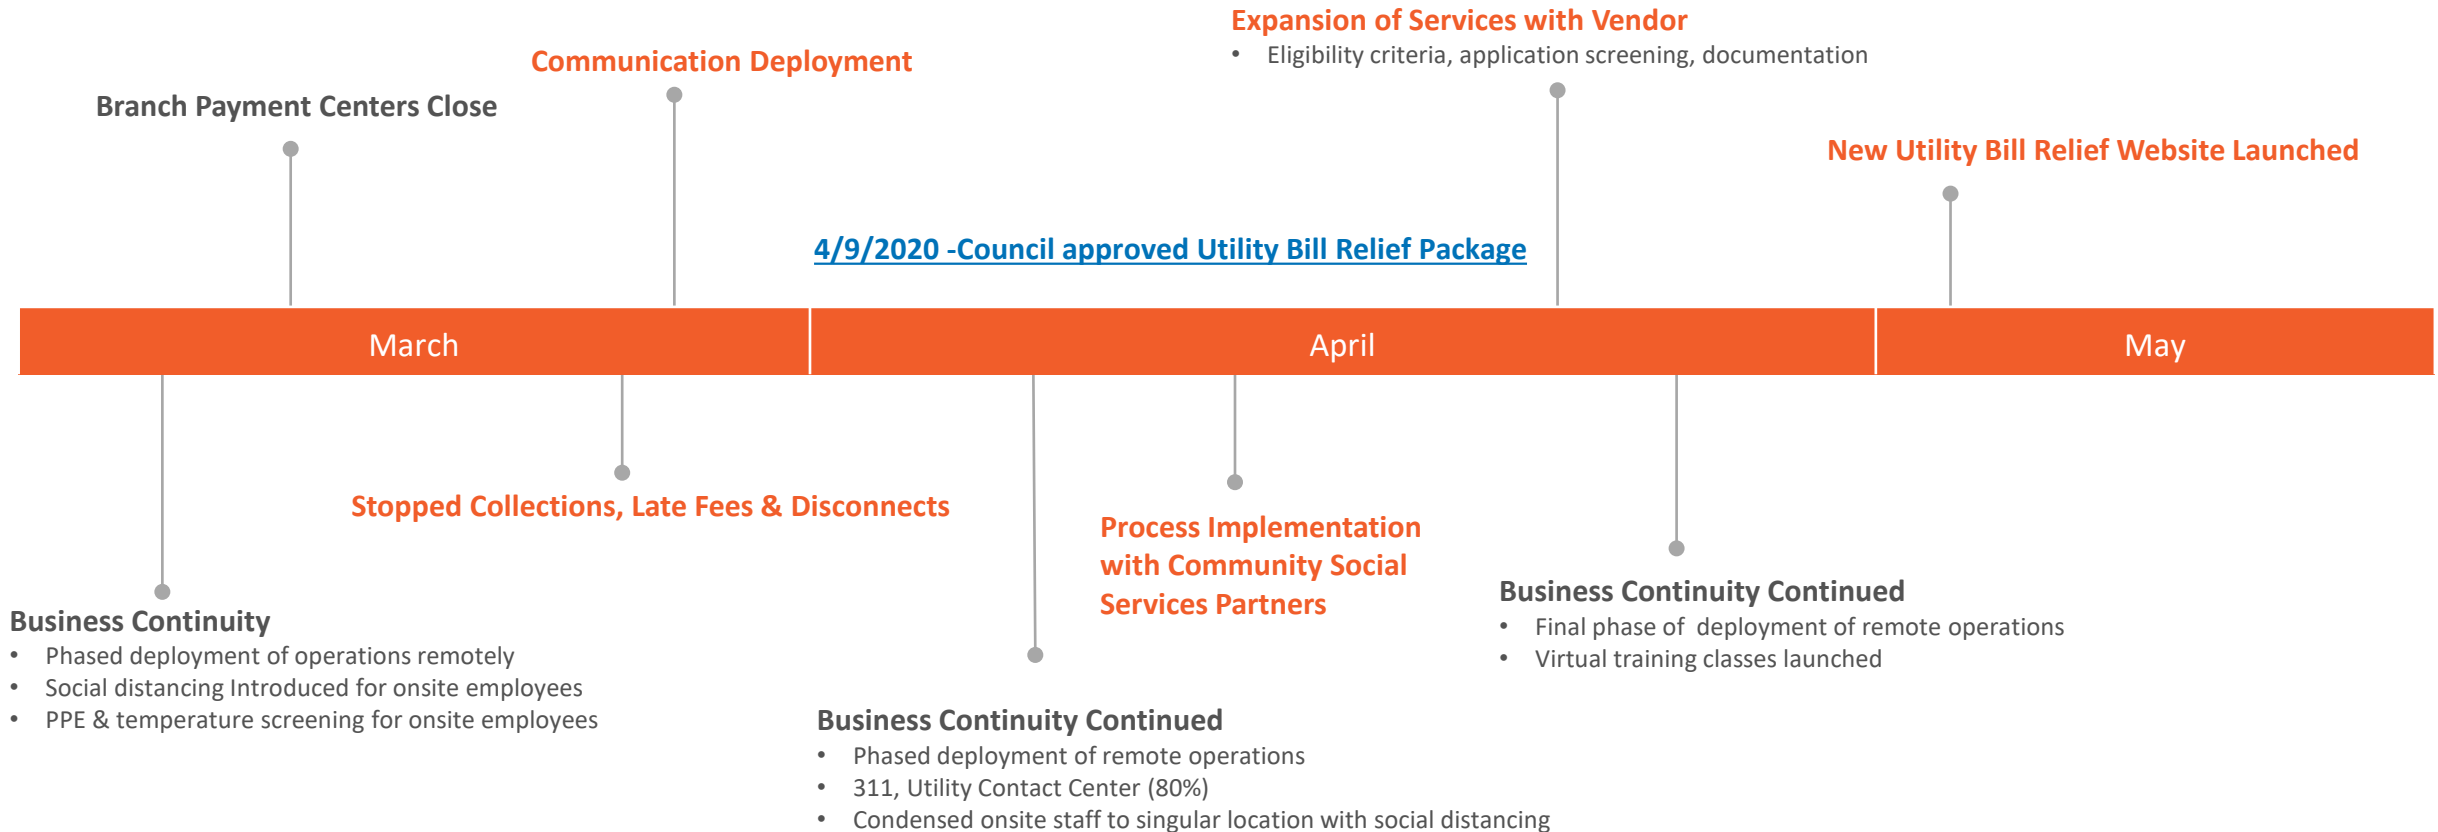 Expansion of Services with Vendor
• Eligibility criteria, application screening, documentation
Communication Deployment
Branch Payment Centers Close
New Utility Bill Relief Website Launched
4/9/2020 -Council approved Utility Bill Relief Package
March
April
May
Stopped Collections, Late Fees & Disconnects
Process Implementation
with Community Social
Services Partners
Business Continuity
• Phased deployment of operations remotely
• Social distancing Introduced for onsite employees
• PPE & temperature screening for onsite employees
Business Continuity Continued
• Phased deployment of remote operations
• 311, Utility Contact Center (80%)
• Condensed onsite staff to singular location with social distancing
Business Continuity Continued
• Final phase of  deployment of remote operations
• Virtual training classes launched